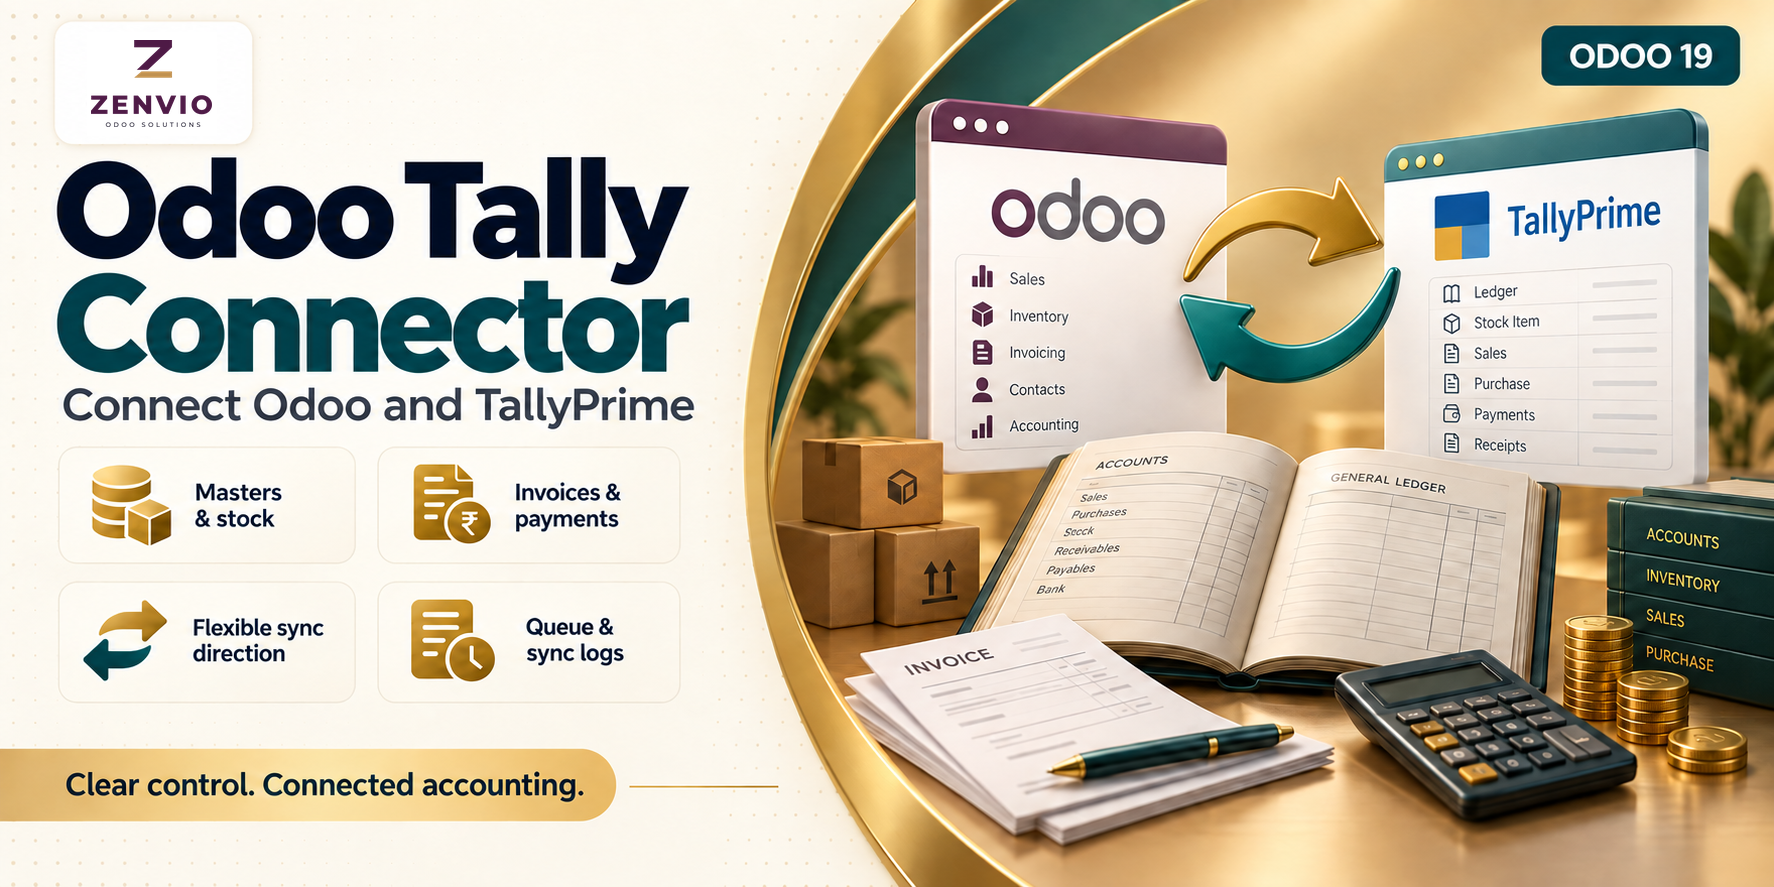 ZENVIO
ODOO SOLUTIONS
Odoo Tally
Connector
Connect Odoo and TallyPrime
Masters
& stock
Invoices &
payments
Flexible sync
direction
Queue &
sync logs
Clear control. Connected accounting.
ODOO 19
odoo
Sales
Inventory
Invoicing
Contacts
Accounting
TallyPrime
Ledger
Stock Item
Sales
Purchase
Payments
Receipts
ACCOUNTS
Sales
Purchases
Secck
Receivables
Payables
Bank
GENERAL LEDGER
INVOICE
ACCOUNTS
INVENTORY
SALES
PURCHASE